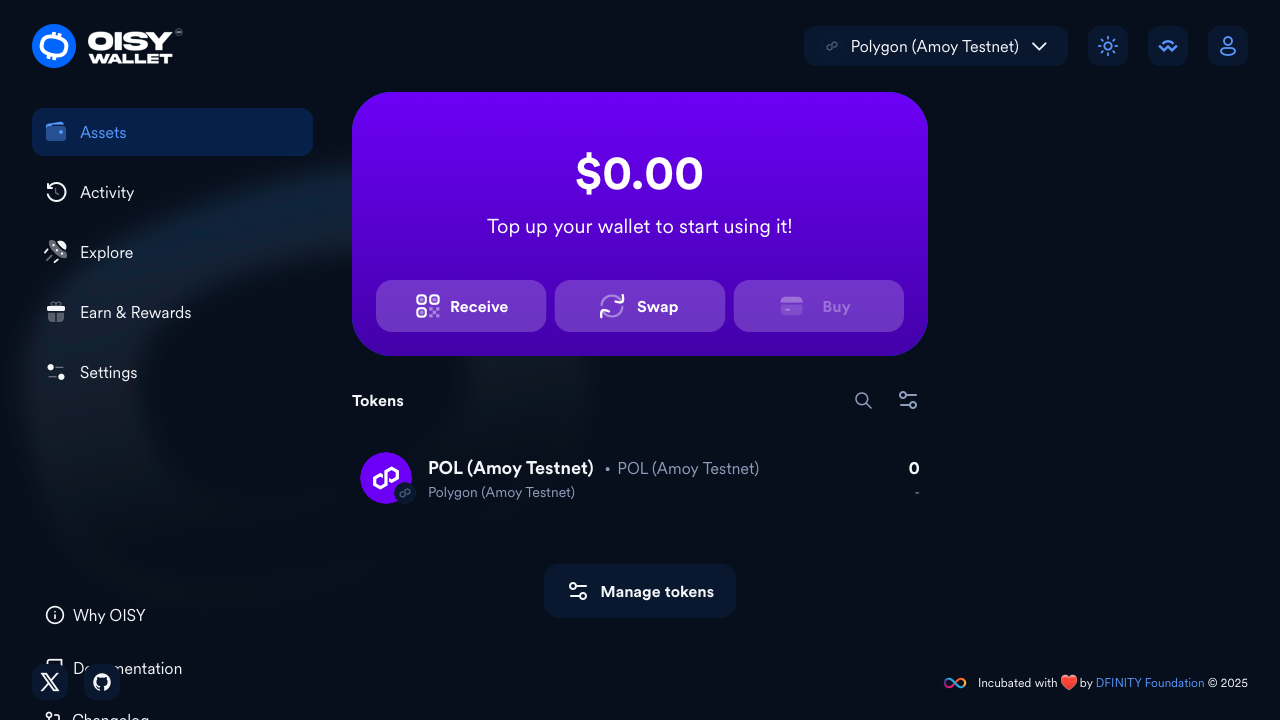 OISY
WALLET
Polygon (Amoy Testnet)
Assets
Activity
Explore
Earn & Rewards
Settings
$0.00
Top up your wallet to start using it!
Receive
Swap
Buy
Tokens
POL (Amoy Testnet) • POL (Amoy Testnet)
0
Polygon (Amoy Testnet)
-
Manage tokens
Why OISY
Documentation
Changelog
Incubated with ❤️ by DFINITY Foundation © 2025